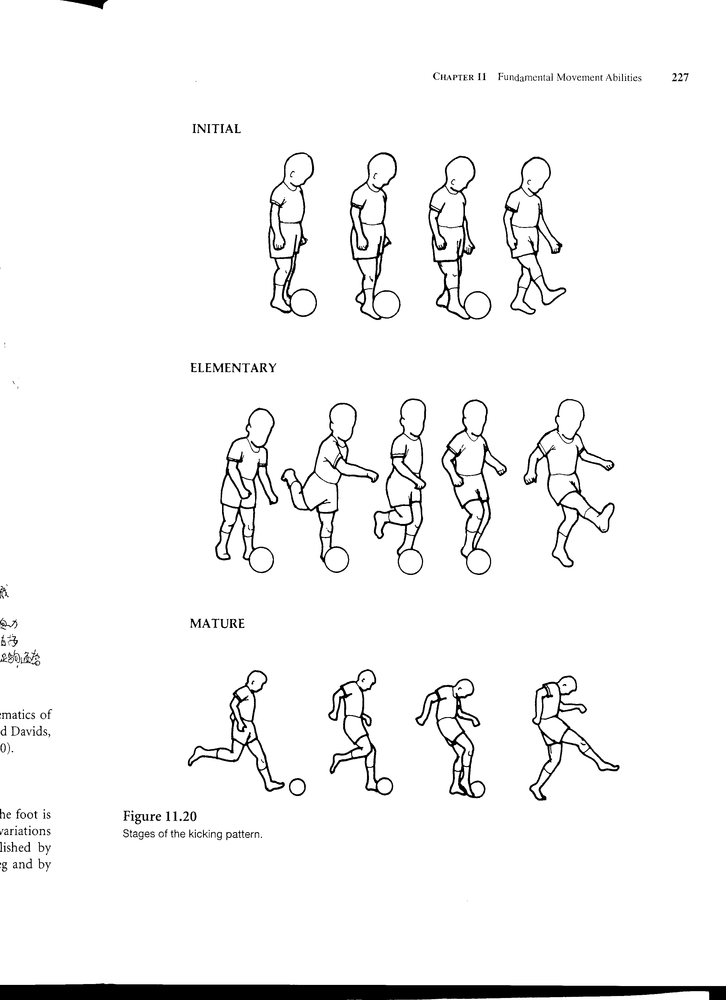 CHAPTER 11 Fundamental Movement Abilities 227
INITIAL
ELEMENTARY
MATURE
ematics of
d Davids,
0).
he foot is
variations
lished by
eg and by
Figure 11.20
Stages of the kicking pattern.